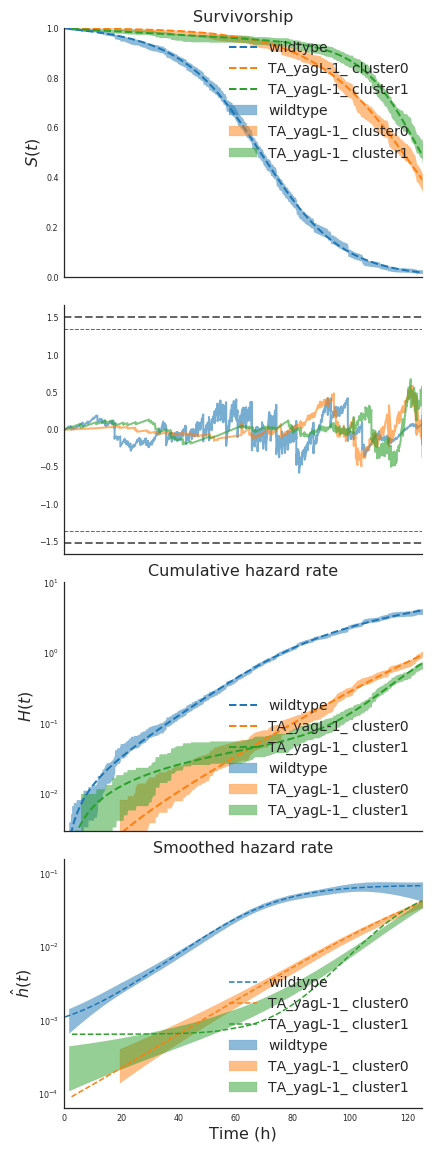 Survivorship
1.0
0.8
0.6
0.4
0.2
0.0
S(t)
wildtype
TA_yagL-1_ cluster0
TA_yagL-1_ cluster1
wildtype
TA_yagL-1_ cluster0
TA_yagL-1_ cluster1
1.5
1.0
0.5
0.0
−0.5
−1.0
−1.5
Cumulative hazard rate
10¹
10⁰
10⁻¹
10⁻²
H(t)
wildtype
TA_yagL-1_ cluster0
TA_yagL-1_ cluster1
wildtype
TA_yagL-1_ cluster0
TA_yagL-1_ cluster1
Smoothed hazard rate
10⁻¹
10⁻²
10⁻³
10⁻⁴
ĥ(t)
wildtype
TA_yagL-1_ cluster0
TA_yagL-1_ cluster1
wildtype
TA_yagL-1_ cluster0
TA_yagL-1_ cluster1
0 20 40 60 80 100 120
Time (h)